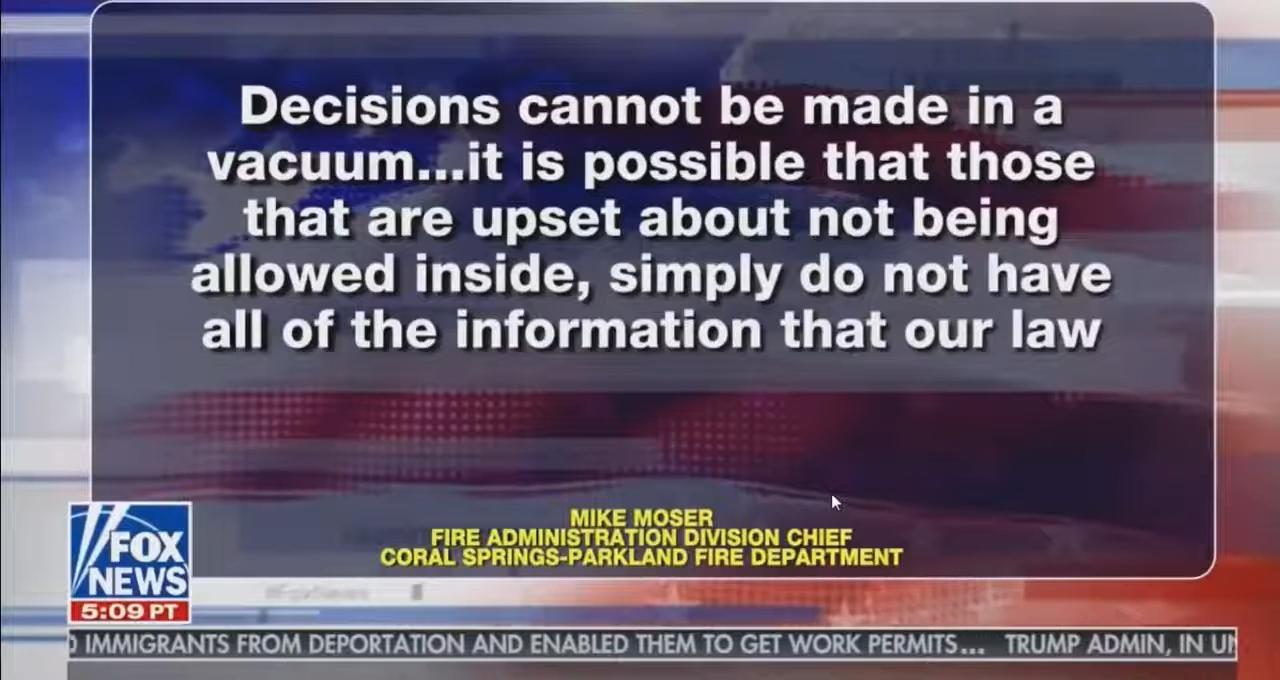 Decisions cannot be made in a
vacuum...it is possible that those
that are upset about not being
allowed inside, simply do not have
all of the information that our law
MIKE MOSER
FIRE ADMINISTRATION DIVISION CHIEF
CORAL SPRINGS-PARKLAND FIRE DEPARTMENT
FOX
NEWS
5:09 PT
IMMIGRANTS FROM DEPORTATION AND ENABLED THEM TO GET WORK PERMITS... TRUMP ADMIN, IN